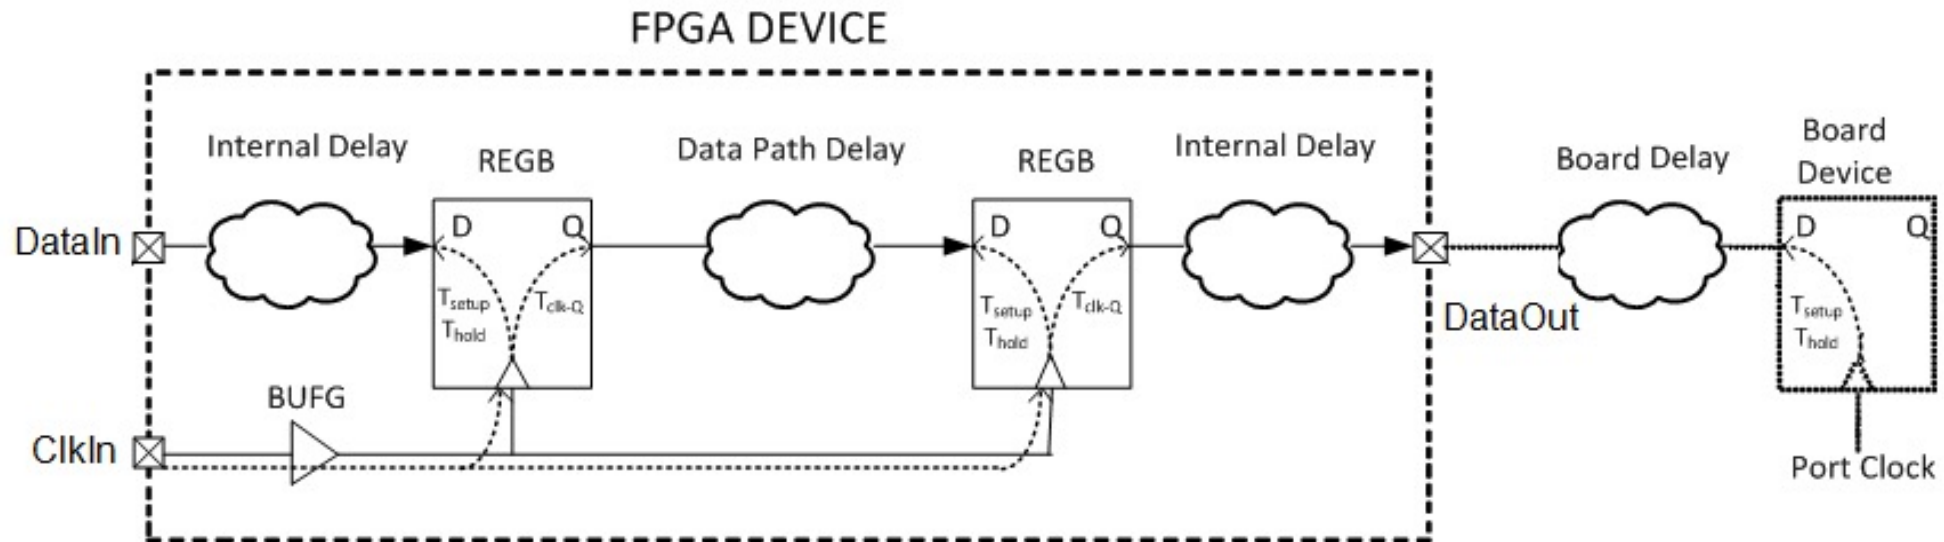 FPGA DEVICE
Internal Delay
REGB
Data Path Delay
REGB
Internal Delay
Board Delay
Board
Device
DataIn
D
Q
D
Q
D
Q
Tsetup
Thold
Tclk-Q
Tsetup
Thold
Tclk-Q
DataOut
Tsetup
Thold
BUFG
ClkIn
Port Clock